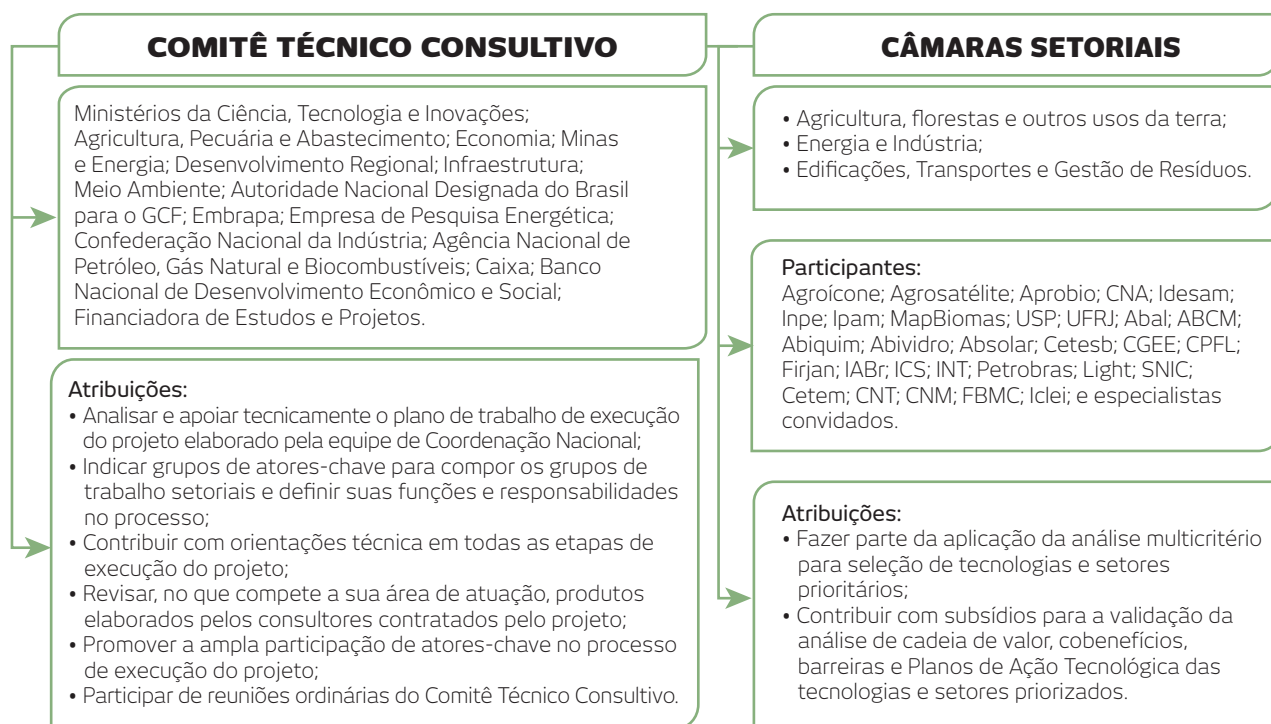 COMITÊ TÉCNICO CONSULTIVO
Ministérios da Ciência, Tecnologia e Inovações;
Agricultura, Pecuária e Abastecimento; Economia; Minas
e Energia; Desenvolvimento Regional; Infraestrutura;
Meio Ambiente; Autoridade Nacional Designada do Brasil
para o GCF; Embrapa; Empresa de Pesquisa Energética;
Confederação Nacional da Indústria; Agência Nacional de
Petróleo, Gás Natural e Biocombustíveis; Caixa; Banco
Nacional de Desenvolvimento Econômico e Social;
Financiadora de Estudos e Projetos.
Atribuições:
• Analisar e apoiar tecnicamente o plano de trabalho de execução
do projeto elaborado pela equipe de Coordenação Nacional;
• Indicar grupos de atores-chave para compor os grupos de
trabalho setoriais e definir suas funções e responsabilidades
no processo;
• Contribuir com orientações técnica em todas as etapas de
execução do projeto;
• Revisar, no que compete a sua área de atuação, produtos
elaborados pelos consultores contratados pelo projeto;
• Promover a ampla participação de atores-chave no processo
de execução do projeto;
• Participar de reuniões ordinárias do Comitê Técnico Consultivo.
CÂMARAS SETORIAIS
• Agricultura, florestas e outros usos da terra;
• Energia e Indústria;
• Edificações, Transportes e Gestão de Resíduos.
Participantes:
Agroícone; Agrosatélite; Aprobio; CNA; Idesam;
Inpe; Ipam; MapBiomas; USP; UFRJ; Abal; ABCM;
Abiquim; Abividro; Absolar; Cetesb; CGEE; CPFL;
Firjan; IABr; ICS; INT; Petrobras; Light; SNIC;
Cetem; CNT; CNM; FBMC; Iclei; e especialistas
convidados.
Atribuições:
• Fazer parte da aplicação da análise multicritério
para seleção de tecnologias e setores
prioritários;
• Contribuir com subsídios para a validação da
análise de cadeia de valor, cobenefícios,
barreiras e Planos de Ação Tecnológica das
tecnologias e setores priorizados.